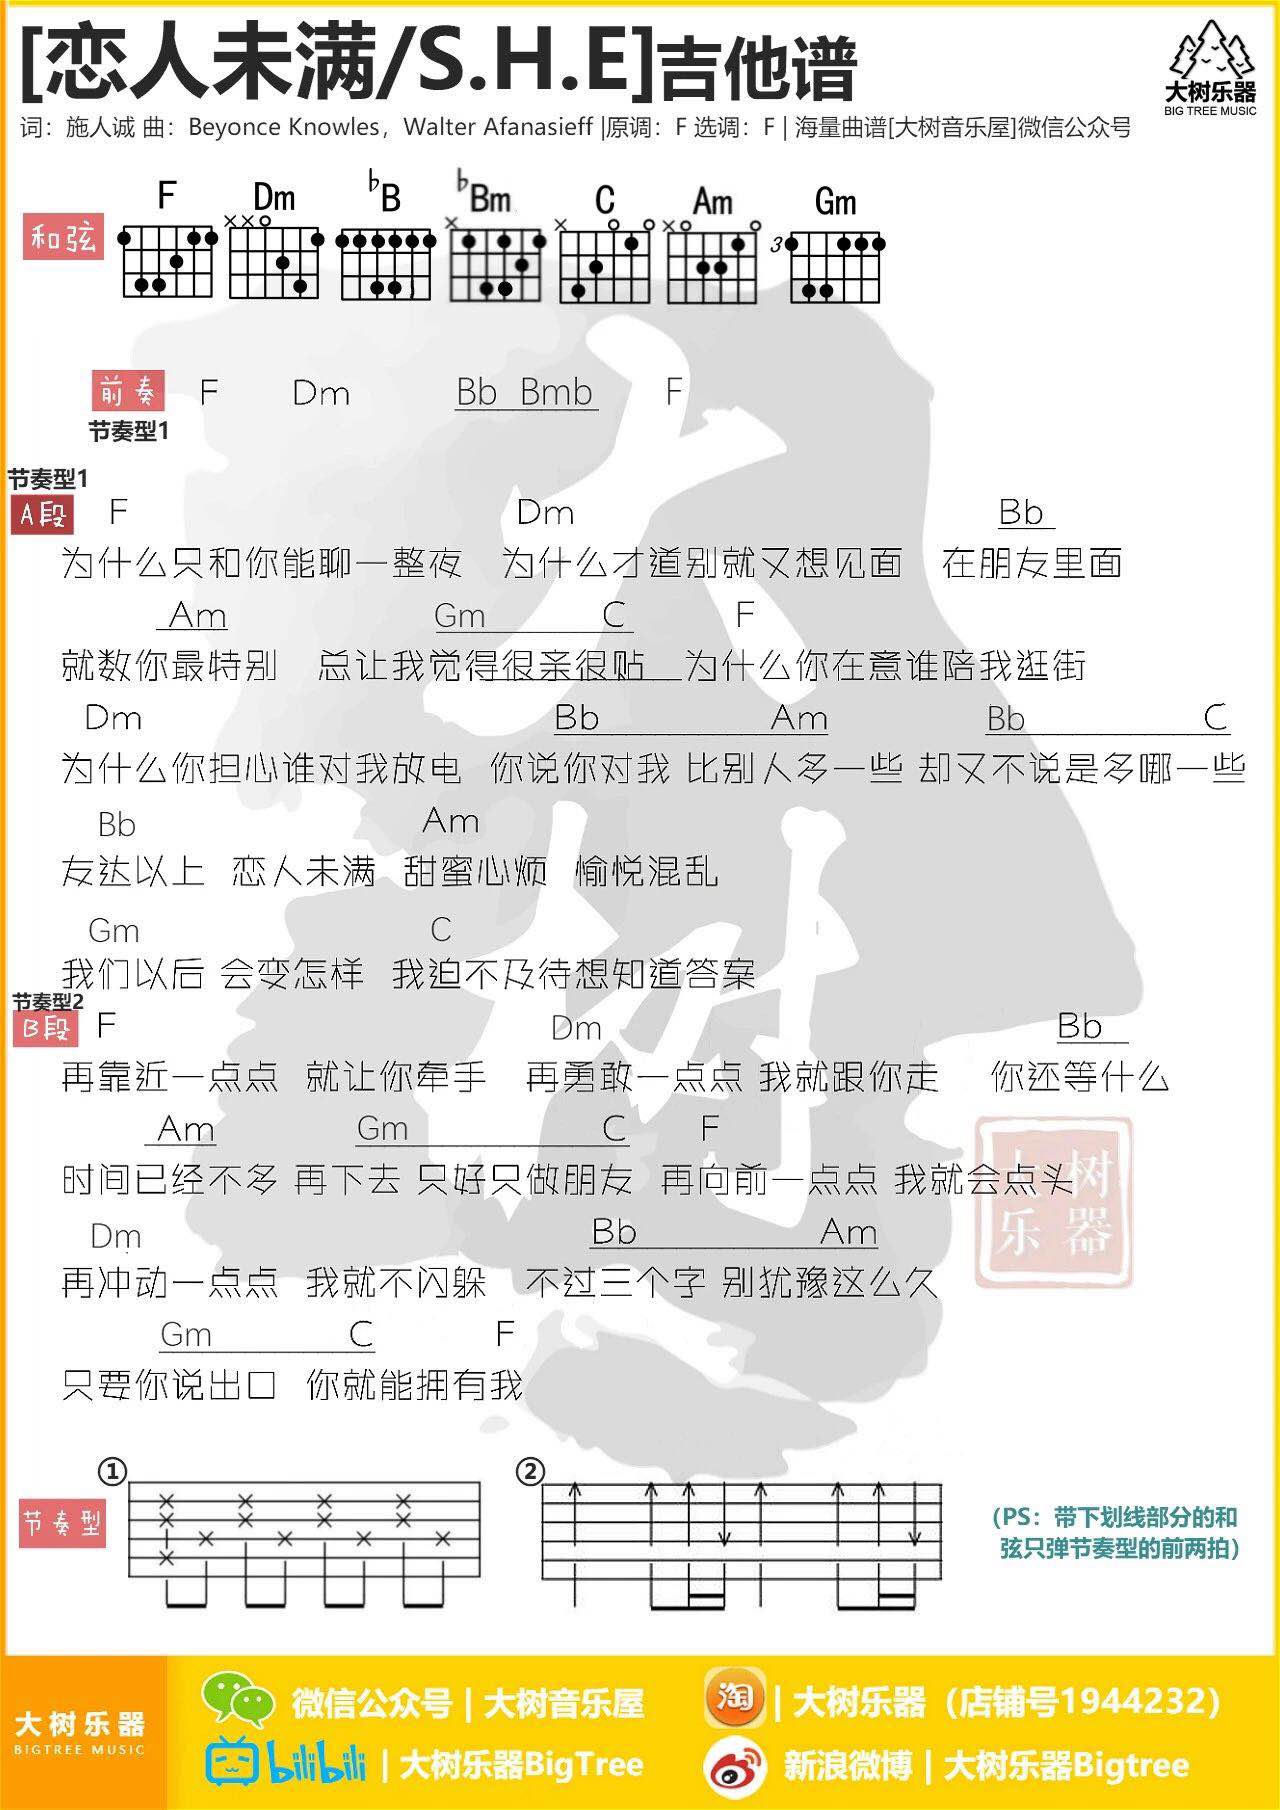 [恋人未满/S.H.E]吉他谱
大树乐器
BIG TREE MUSIC
词：施人诚 曲：Beyonce Knowles，Walter Afanasieff |原调：F 选调：F | 海量曲谱[大树音乐屋]微信公众号
和弦 F Dm ♭B ♭Bm C Am Gm
3
前奏 F Dm Bb Bmb F
节奏型1
节奏型1
A段 F Dm Bb
为什么只和你能聊一整夜 为什么才道别就又想见面 在朋友里面
Am Gm C F
就数你最特别 总让我觉得很亲很贴 为什么你在意谁陪我逛街
Dm Bb Am Bb C
为什么你担心谁对我放电 你说你对我 比别人多一些 却又不说是多哪一些
Bb Am
友达以上 恋人未满 甜蜜心烦 愉悦混乱
Gm C
我们以后 会变怎样 我迫不及待想知道答案
节奏型2
B段 F Dm Bb
再靠近一点点 就让你牵手 再勇敢一点点 我就跟你走 你还等什么
Am Gm C F
时间已经不多 再下去 只好只做朋友 再向前一点点 我就会点头
Dm Bb Am
再冲动一点点 我就不闪躲 不过三个字 别犹豫这么久
Gm C F
只要你说出口 你就能拥有我
大树
大树
乐器
节奏型 ① ②
（PS：带下划线部分的和
弦只弹节奏型的前两拍）
大树乐器
BIGTREE MUSIC
微信公众号 | 大树音乐屋
淘 | 大树乐器（店铺号1944232）
bilibili | 大树乐器BigTree
新浪微博 | 大树乐器Bigtree